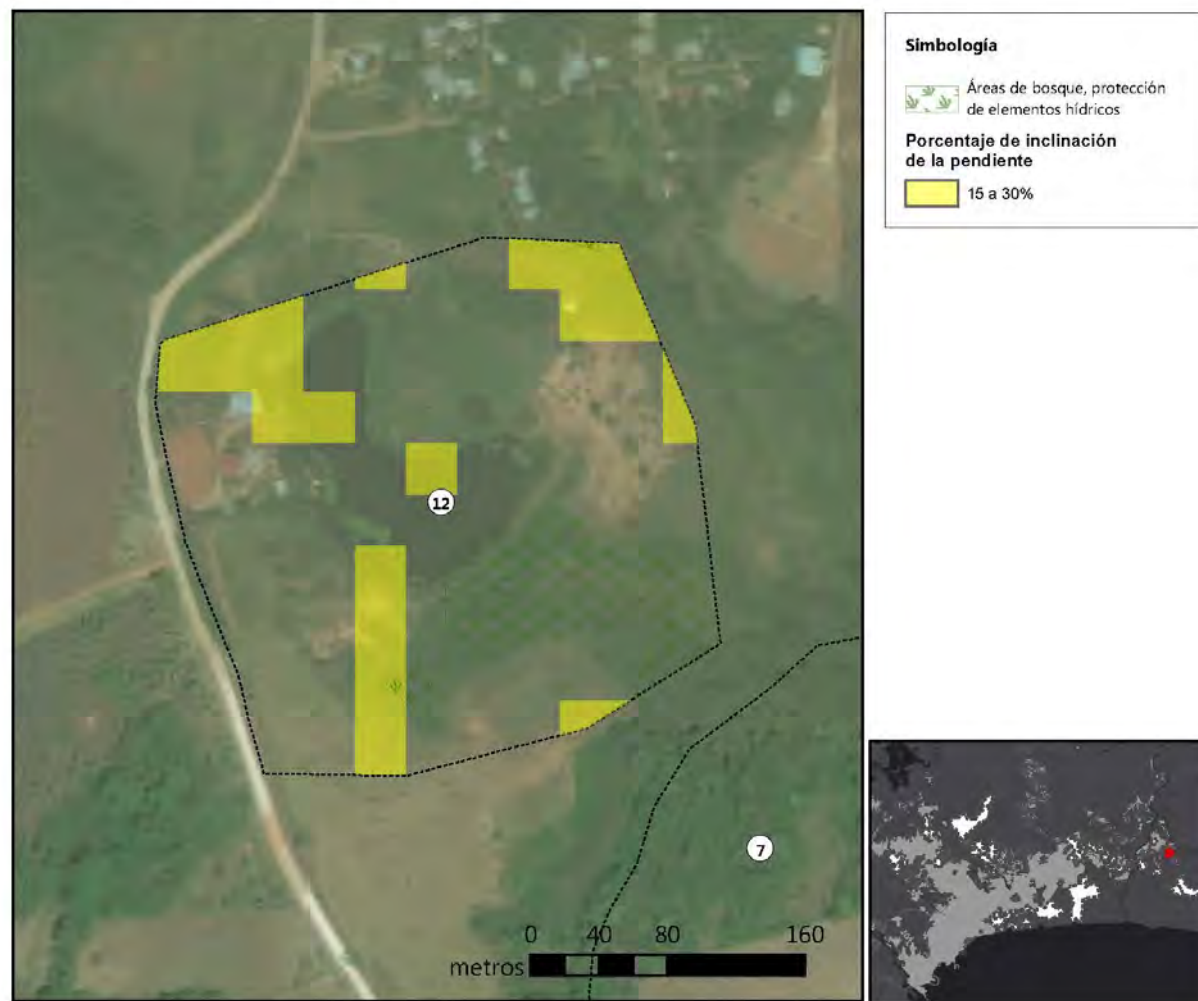 Simbología
Áreas de bosque, protección
de elementos hídricos
Porcentaje de inclinación
de la pendiente
15 a 30%
12
7
0 40 80 160
metros